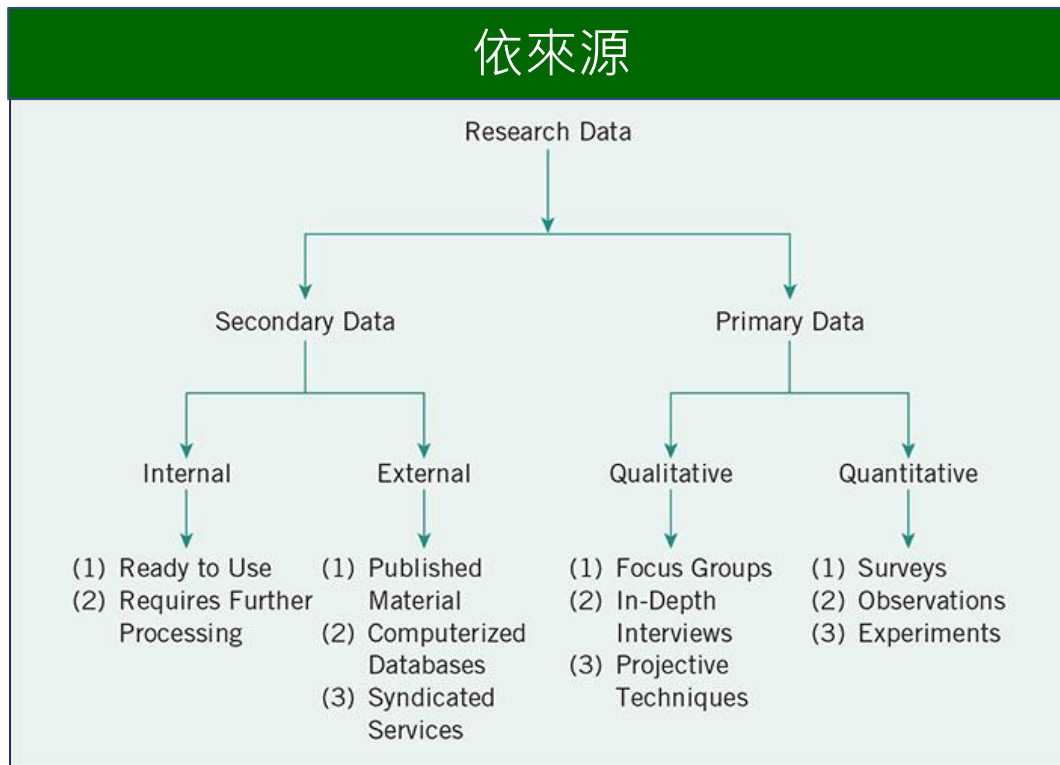 依來源
Research Data
Secondary Data
Primary Data
Internal
External
Qualitative
Quantitative
(1) Ready to Use
(2) Requires Further
Processing
(1) Published
Material
(2) Computerized
Databases
(3) Syndicated
Services
(1) Focus Groups
(2) In-Depth
Interviews
(3) Projective
Techniques
(1) Surveys
(2) Observations
(3) Experiments